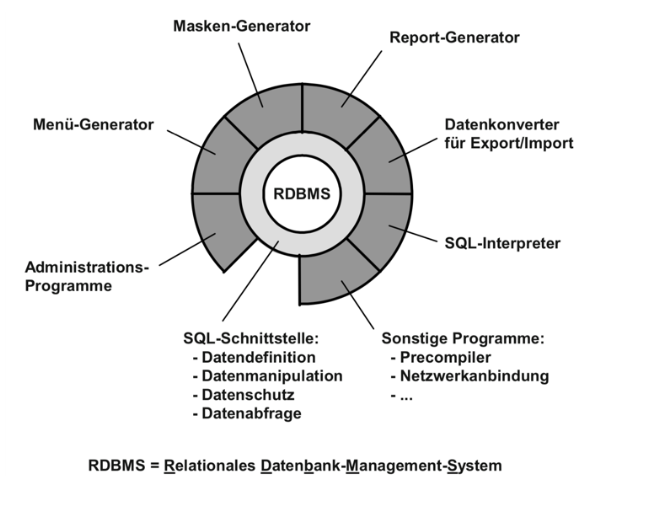 Masken-Generator
Report-Generator
Menü-Generator
Datenkonverter
für Export/Import
RDBMS
SQL-Interpreter
Administrations-
Programme
SQL-Schnittstelle:
- Datendefinition
- Datenmanipulation
- Datenschutz
- Datenabfrage
Sonstige Programme:
- Precompiler
- Netzwerkanbindung
- ...
RDBMS = Relationales Datenbank-Management-System